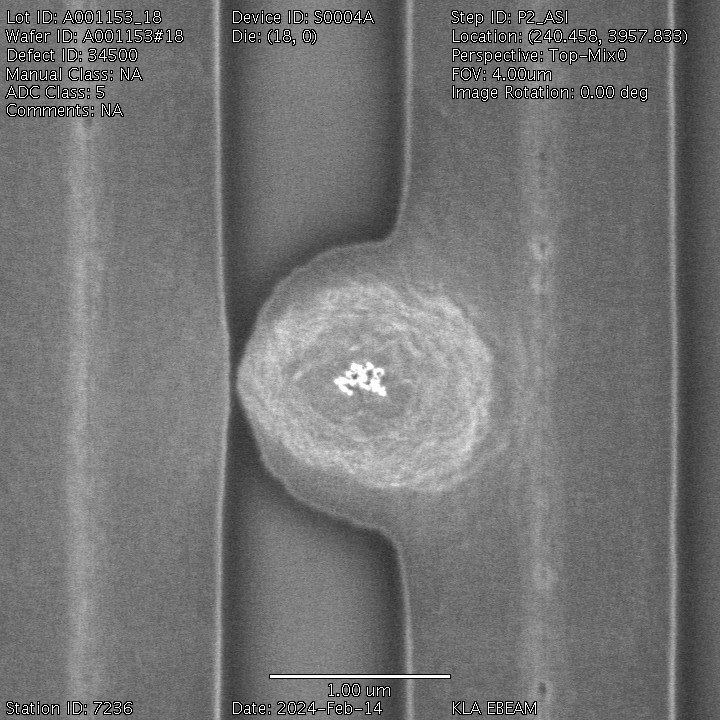 Lot ID: A001153_18
Wafer ID: A001153#18
Defect ID: 34500
Manual Class: NA
ADC Class: 5
Comments: NA
Device ID: S0004A
Die: (18, 0)
Step ID: P2_ASI
Location: (240.458, 3957.833)
Perspective: Top-Mix0
FOV: 4.00um
Image Rotation: 0.00 deg
1.00 um
Station ID: 7236
Date: 2024-Feb-14
KLA EBEAM